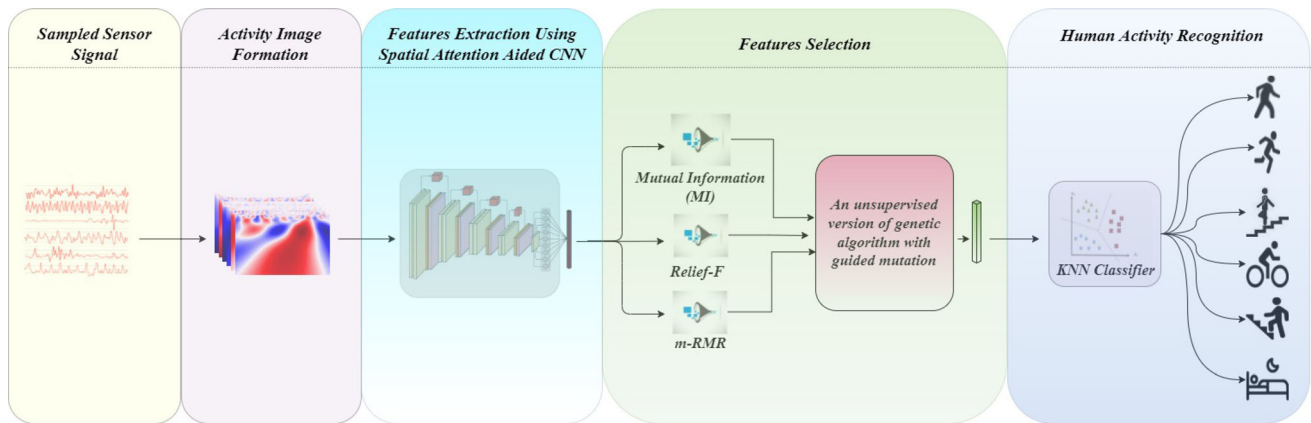 Sampled Sensor
Signal
Activity Image
Formation
Features Extraction Using
Spatial Attention Aided CNN
Features Selection
Human Activity Recognition
Mutual Information
(MI)
Relief-F
m-RMR
An unsupervised
version of genetic
algorithm with
guided mutation
KNN Classifier